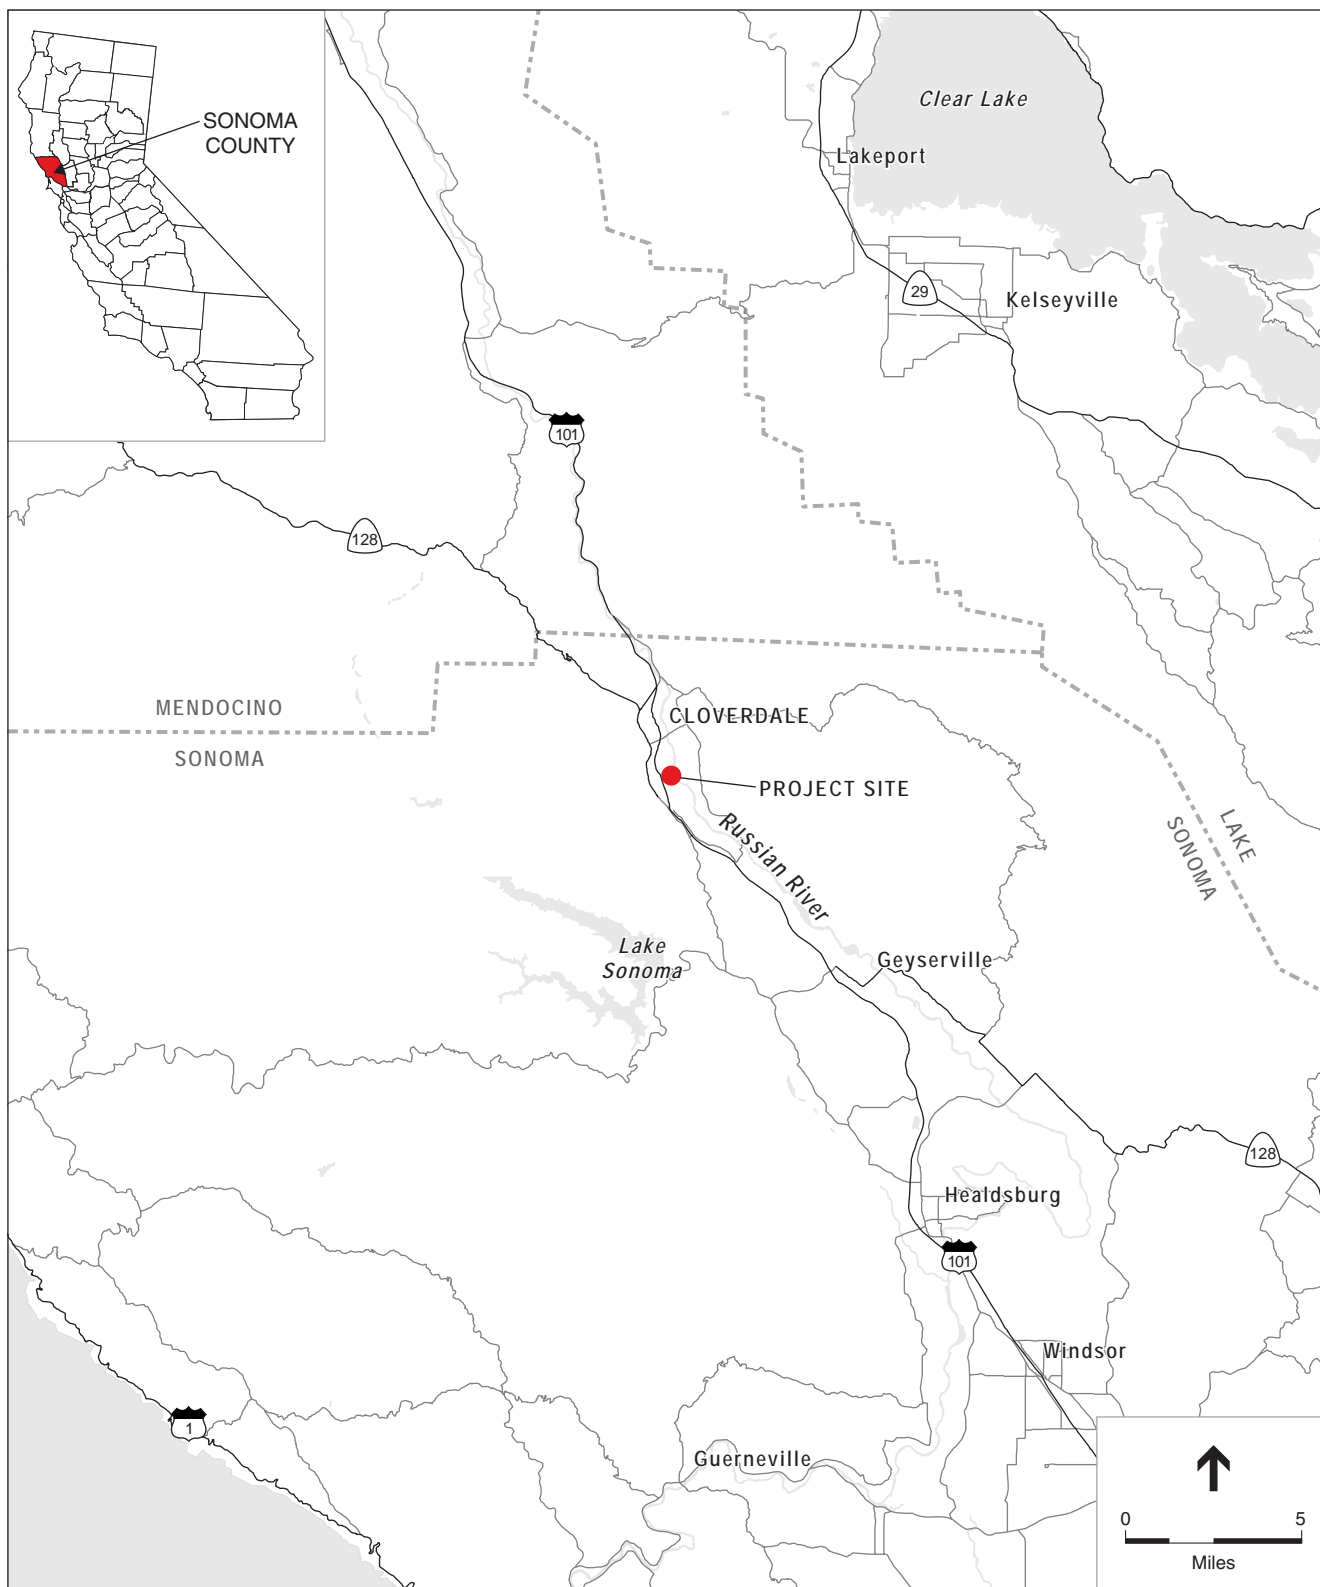 SONOMA
COUNTY
Clear Lake
Lakeport
29
Kelseyville
101
128
MENDOCINO
SONOMA
CLOVERDALE
PROJECT SITE
Russian River
LAKE
SONOMA
Lake
Sonoma
Geyserville
128
Healdsburg
101
Windsor
1
Guerneville
0 5
Miles